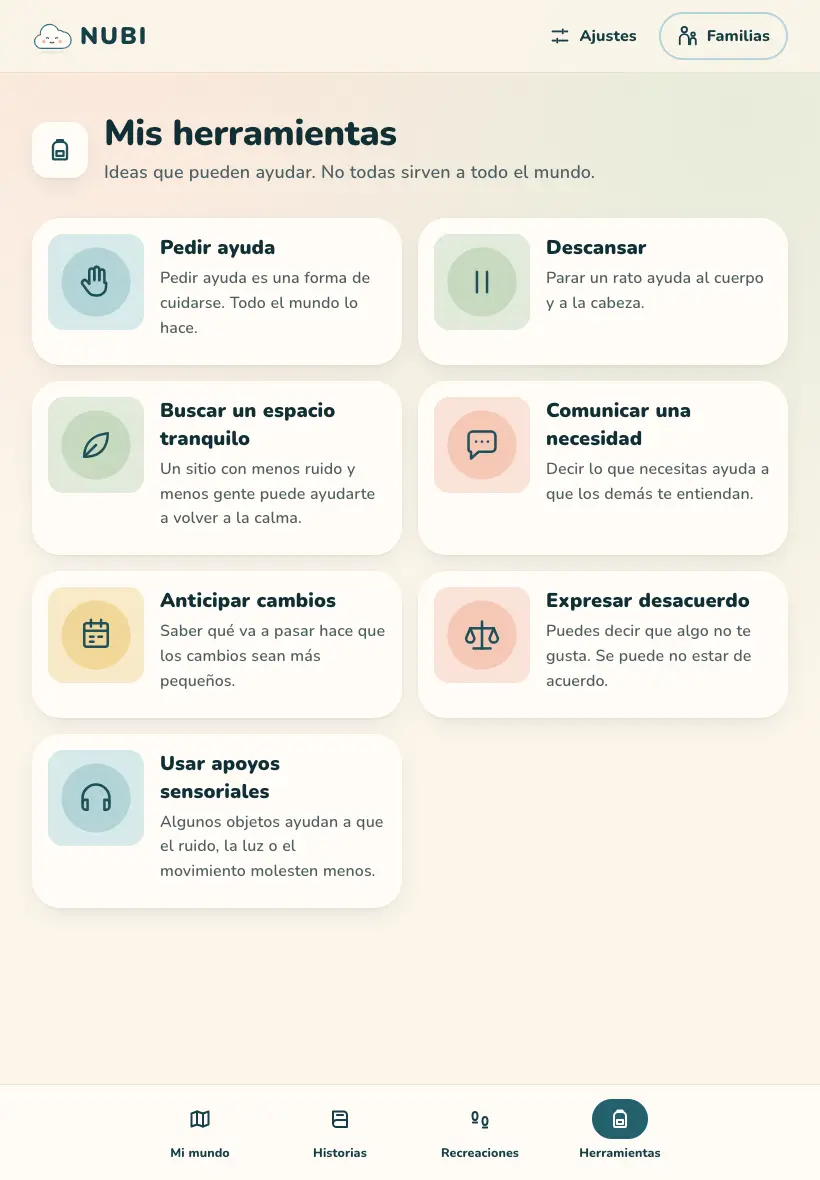 NUBI
Ajustes
Familias
Mis herramientas
Ideas que pueden ayudar. No todas sirven a todo el mundo.
Pedir ayuda
Pedir ayuda es una forma de
cuidarse. Todo el mundo lo
hace.
Descansar
Parar un rato ayuda al cuerpo
y a la cabeza.
Buscar un espacio
tranquilo
Un sitio con menos ruido y
menos gente puede ayudarte
a volver a la calma.
Comunicar una
necesidad
Decir lo que necesitas ayuda a
que los demás te entiendan.
Anticipar cambios
Saber qué va a pasar hace que
los cambios sean más
pequeños.
Expresar desacuerdo
Puedes decir que algo no te
gusta. Se puede no estar de
acuerdo.
Usar apoyos
sensoriales
Algunos objetos ayudan a que
el ruido, la luz o el
movimiento molesten menos.
Mi mundo
Historias
Recreaciones
Herramientas